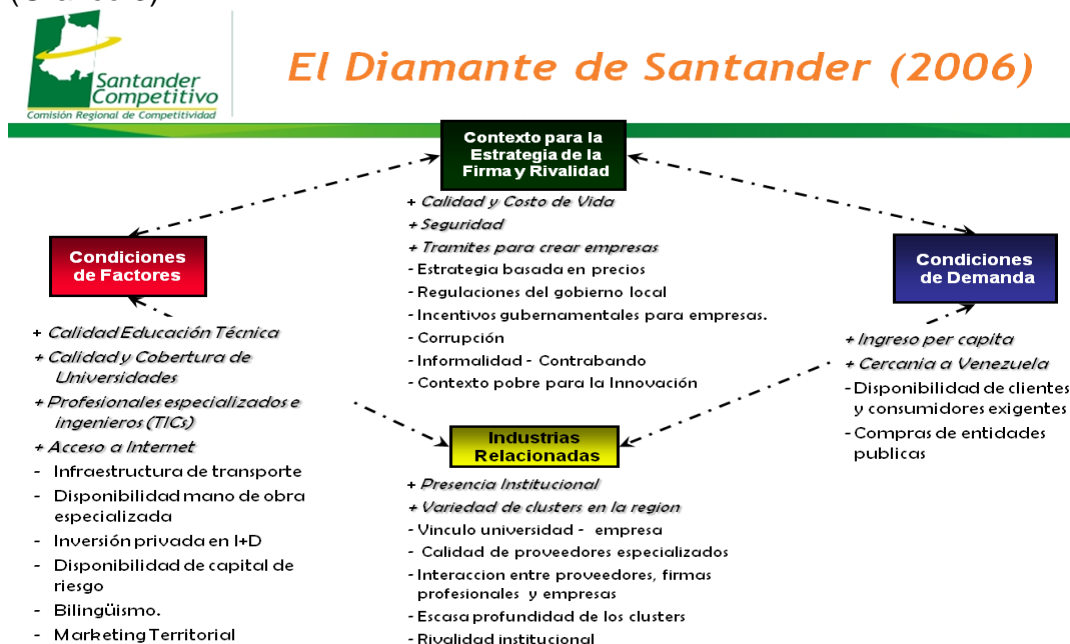 Santander
Competitivo
Comisión Regional de Competitividad
El Diamante de Santander (2006)
Contexto para la
Estrategia de la
Firma y Rivalidad
+ Calidad y Costo de Vida
+ Seguridad
+ Tramites para crear empresas
- Estrategia basada en precios
- Regulaciones del gobierno local
- Incentivos gubernamentales para empresas.
- Corrupción
- Informalidad - Contrabando
- Contexto pobre para la Innovación
Condiciones
de Factores
+ Calidad Educación Técnica
+ Calidad y Cobertura de
Universidades
+ Profesionales especializados e
ingenieros (TICs)
+ Acceso a Internet
- Infraestructura de transporte
- Disponibilidad mano de obra
especializada
- Inversión privada en I+D
- Disponibilidad de capital de
riesgo
- Bilingüismo.
- Marketing Territorial
Condiciones
de Demanda
+ Ingreso per capita
+ Cercania a Venezuela
- Disponibilidad de clientes
y consumidores exigentes
- Compras de entidades
publicas
Industrias
Relacionadas
+ Presencia Institucional
+ Variedad de clusters en la region
- Vinculo universidad - empresa
- Calidad de proveedores especializados
- Interaccion entre proveedores, firmas
profesionales y empresas
- Escasa profundidad de los clusters
- Rivalidad institucional